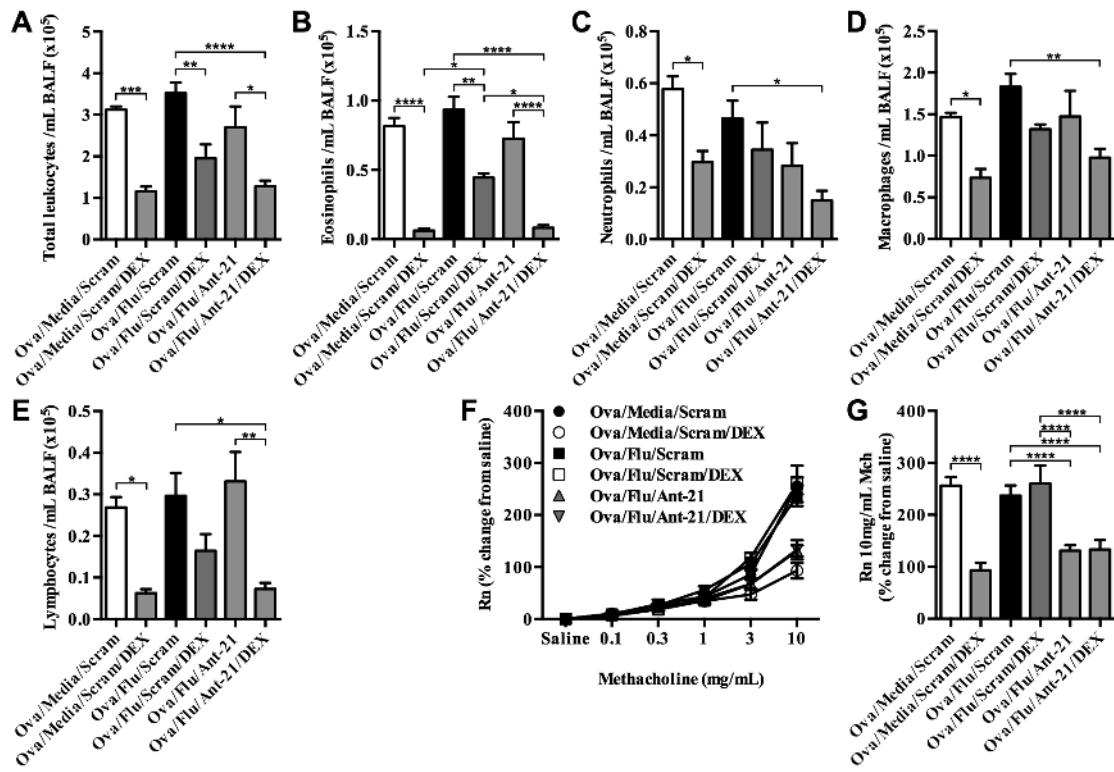 A
Total leukocytes /mL BALF (x10⁵)
5
4
3
2
1
0
***
**
****
*
Ova/Media/Scram
Ova/Media/Scram/DEX
Ova/Flu/Scram
Ova/Flu/Scram/DEX
Ova/Flu/Ant-21
Ova/Flu/Ant-21/DEX
B
Eosinophils /mL BALF (x10⁵)
1.5
1.0
0.5
0.0
****
*
**
****
*
****
Ova/Media/Scram
Ova/Media/Scram/DEX
Ova/Flu/Scram
Ova/Flu/Scram/DEX
Ova/Flu/Ant-21
Ova/Flu/Ant-21/DEX
C
Neutrophils /mL BALF (x10⁵)
0.8
0.6
0.4
0.2
0.0
*
*
Ova/Media/Scram
Ova/Media/Scram/DEX
Ova/Flu/Scram
Ova/Flu/Scram/DEX
Ova/Flu/Ant-21
Ova/Flu/Ant-21/DEX
D
Macrophages /mL BALF (x10⁵)
2.5
2.0
1.5
1.0
0.5
0.0
*
**
Ova/Media/Scram
Ova/Media/Scram/DEX
Ova/Flu/Scram
Ova/Flu/Scram/DEX
Ova/Flu/Ant-21
Ova/Flu/Ant-21/DEX
E
Lymphocytes /mL BALF (x10⁵)
0.5
0.4
0.3
0.2
0.1
0.0
*
*
**
Ova/Media/Scram
Ova/Media/Scram/DEX
Ova/Flu/Scram
Ova/Flu/Scram/DEX
Ova/Flu/Ant-21
Ova/Flu/Ant-21/DEX
F
Rn (% change from saline)
400
300
200
100
0
Ova/Media/Scram
Ova/Media/Scram/DEX
Ova/Flu/Scram
Ova/Flu/Scram/DEX
Ova/Flu/Ant-21
Ova/Flu/Ant-21/DEX
Saline 0.1 0.3 1 3 10
Methacholine (mg/mL)
G
Rn 10mg/mL Mch
(% change from saline)
400
300
200
100
0
****
****
****
****
****
Ova/Media/Scram
Ova/Media/Scram/DEX
Ova/Flu/Scram
Ova/Flu/Scram/DEX
Ova/Flu/Ant-21
Ova/Flu/Ant-21/DEX